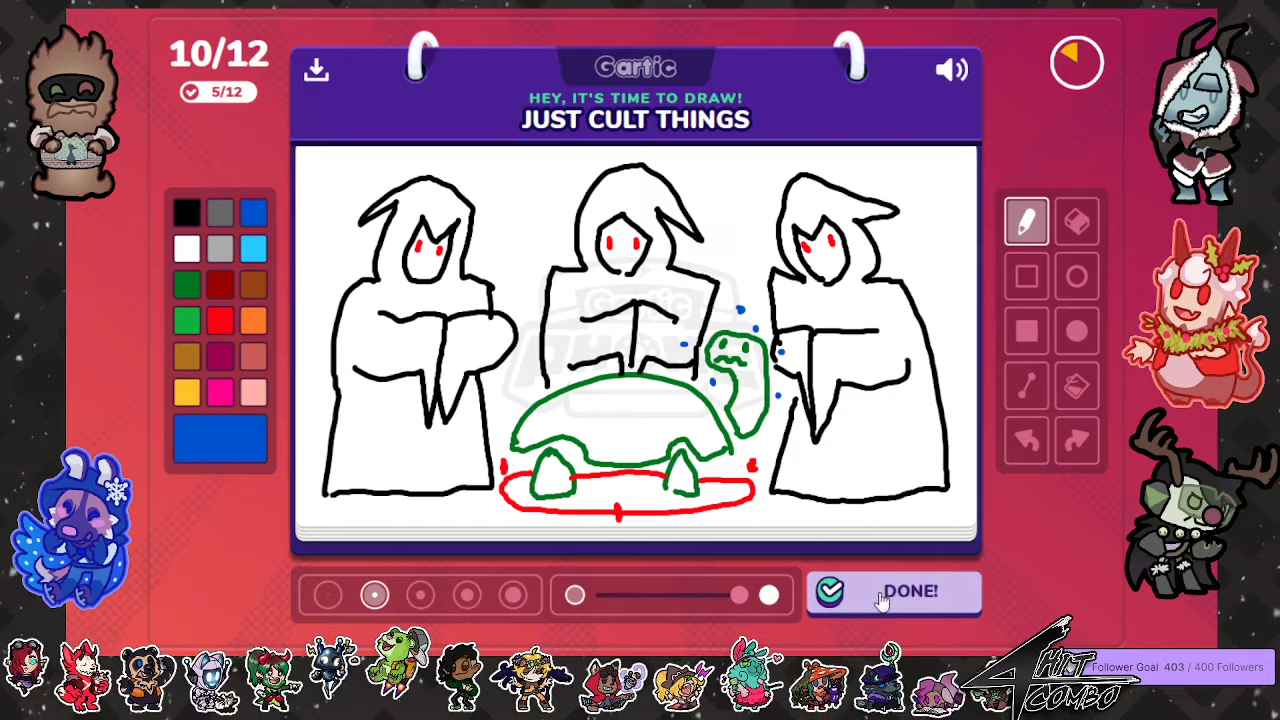 10/12
5/12
Gartic
HEY, IT'S TIME TO DRAW!
JUST CULT THINGS
DONE!
4 HIT
COMBO
Follower Goal 403 / 400 Followers